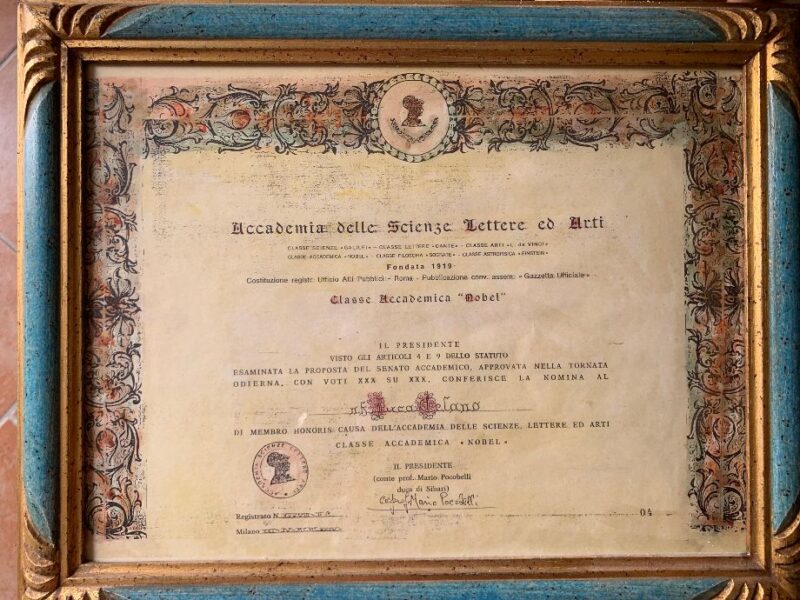 Accademia delle Scienze Lettere ed Arti
CLASSE SCIENZE «GALILEI» - CLASSE LETTERE «DANTE» - CLASSE ARTI «L. da VINCI»
CLASSE ACCADEMICA «NOBEL» - CLASSE FILOSOFIA «SOCRATE» - CLASSE ASTROFISICA «EINSTEIN»
Fondata 1919
Costituzione registr. Ufficio Atti Pubblici - Roma - Pubblicazione conv. assem. «Gazzetta Ufficiale»
Classe Accademica "Nobel"
IL PRESIDENTE
VISTO GLI ARTICOLI 4 E 9 DELLO STATUTO
ESAMINATA LA PROPOSTA DEL SENATO ACCADEMICO, APPROVATA NELLA TORNATA
ODIERNA, CON VOTI XXX SU XXX, CONFERISCE LA NOMINA AL
Luca Celano
DI MEMBRO HONORIS CAUSA DELL'ACCADEMIA DELLE SCIENZE, LETTERE ED ARTI
CLASSE ACCADEMICA «NOBEL»
IL PRESIDENTE
(conte prof. Mario Pocobelli
duca di Sibari)
Mario Pocobelli
Registrato N.
04
Milano